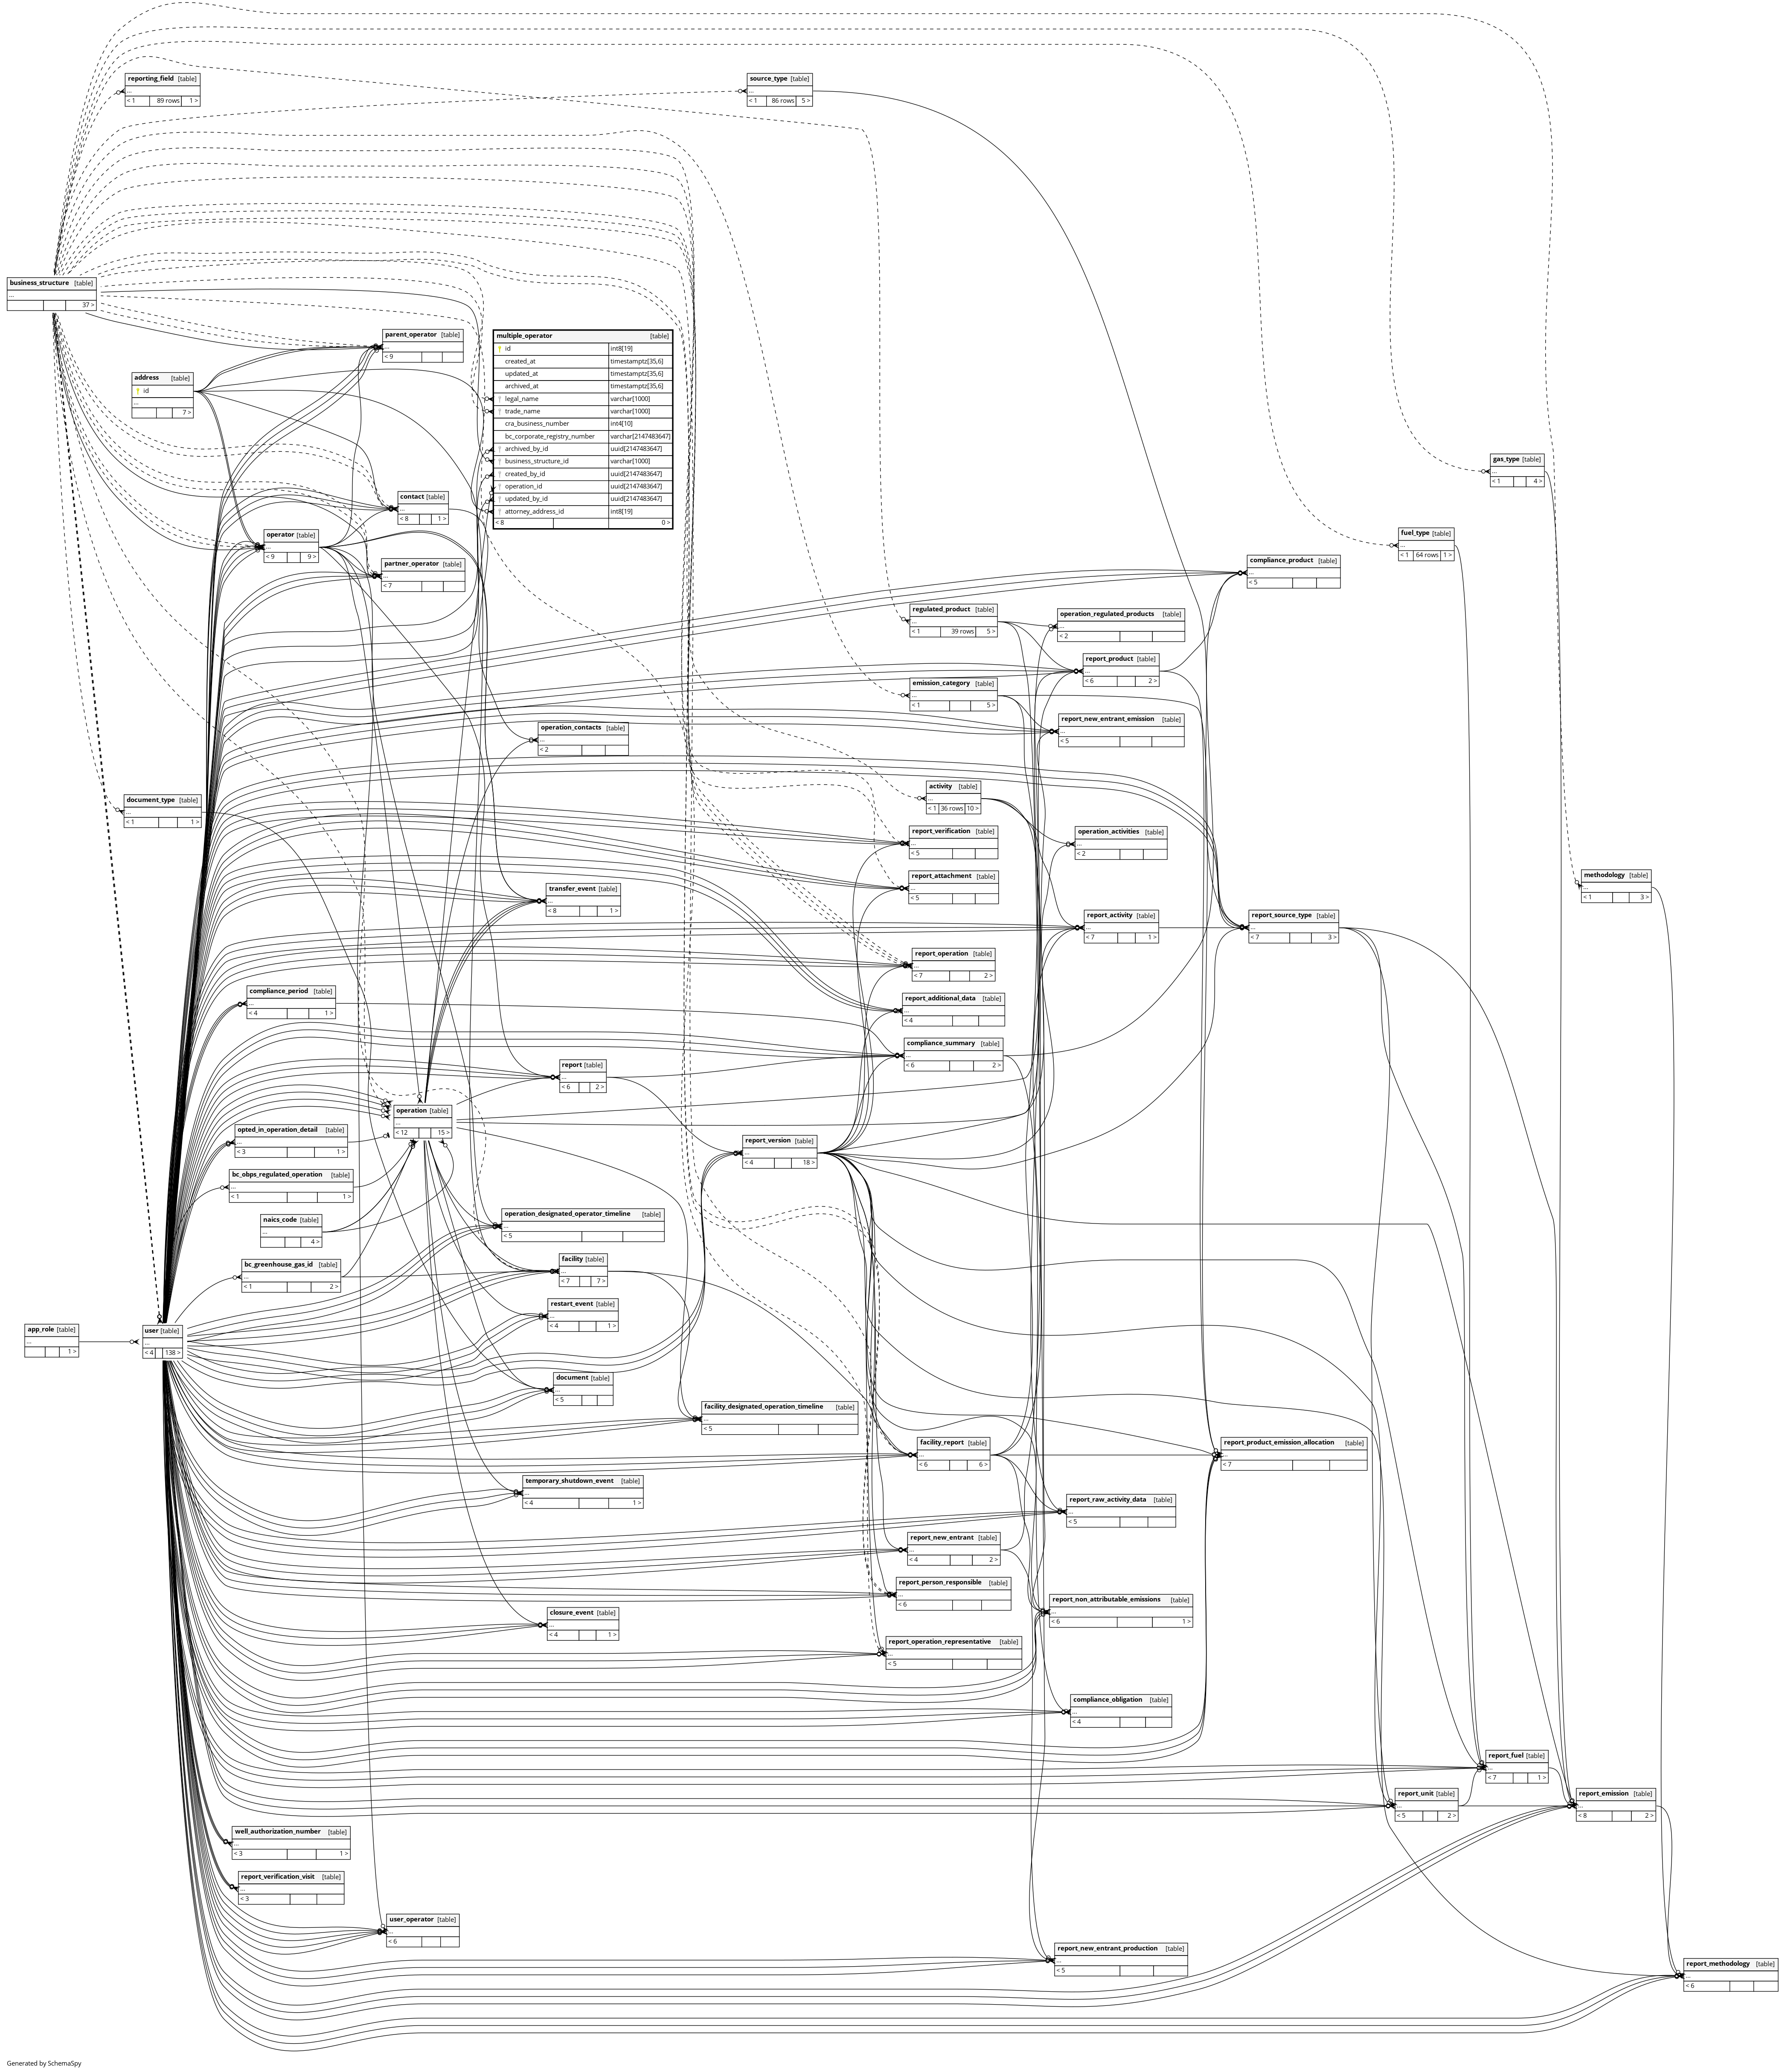 reporting_field [table]
...
< 1 89 rows 1 >
source_type [table]
...
< 1 86 rows 5 >
business_structure [table]
...
37 >
parent_operator [table]
...
< 9
multiple_operator [table]
id int8[19]
created_at timestamptz[35,6]
updated_at timestamptz[35,6]
archived_at timestamptz[35,6]
legal_name varchar[1000]
trade_name varchar[1000]
cra_business_number int4[10]
bc_corporate_registry_number varchar[2147483647]
archived_by_id uuid[2147483647]
business_structure_id varchar[1000]
created_by_id uuid[2147483647]
operation_id uuid[2147483647]
updated_by_id uuid[2147483647]
attorney_address_id int8[19]
< 8 0 >
address [table]
id
...
7 >
gas_type [table]
...
< 1 4 >
contact [table]
...
< 8 1 >
fuel_type [table]
...
< 1 64 rows 1 >
operator [table]
...
< 9 9 >
partner_operator [table]
...
< 7
compliance_product [table]
...
< 5
regulated_product [table]
...
< 1 39 rows 5 >
operation_regulated_products [table]
...
< 2
report_product [table]
...
< 6 2 >
emission_category [table]
...
< 1 5 >
report_new_entrant_emission [table]
...
< 5
operation_contacts [table]
...
< 2
activity [table]
...
< 1 36 rows 10 >
document_type [table]
...
< 1 1 >
report_verification [table]
...
< 5
operation_activities [table]
...
< 2
report_attachment [table]
...
< 5
methodology [table]
...
< 1 3 >
transfer_event [table]
...
< 8 1 >
report_activity [table]
...
< 7 1 >
report_source_type [table]
...
< 7 3 >
report_operation [table]
...
< 7 2 >
compliance_period [table]
...
< 4 1 >
report_additional_data [table]
...
< 4
compliance_summary [table]
...
< 6 2 >
report [table]
...
< 6 2 >
operation [table]
...
< 12 15 >
opted_in_operation_detail [table]
...
< 3 1 >
report_version [table]
...
< 4 18 >
bc_obps_regulated_operation [table]
...
< 1 1 >
naics_code [table]
...
4 >
operation_designated_operator_timeline [table]
...
< 5
bc_greenhouse_gas_id [table]
...
< 1 2 >
facility [table]
...
< 7 7 >
restart_event [table]
...
< 4 1 >
app_role [table]
...
1 >
user [table]
...
< 4 138 >
document [table]
...
< 5
facility_designated_operation_timeline [table]
...
< 5
facility_report [table]
...
< 6 6 >
report_product_emission_allocation [table]
...
< 7
temporary_shutdown_event [table]
...
< 4 1 >
report_raw_activity_data [table]
...
< 5
report_new_entrant [table]
...
< 4 2 >
report_person_responsible [table]
...
< 6
report_non_attributable_emissions [table]
...
< 6 1 >
closure_event [table]
...
< 4 1 >
report_operation_representative [table]
...
< 5
compliance_obligation [table]
...
< 4
report_fuel [table]
...
< 7 1 >
report_unit [table]
...
< 5 2 >
report_emission [table]
...
< 8 2 >
well_authorization_number [table]
...
< 3 1 >
report_verification_visit [table]
...
< 3
user_operator [table]
...
< 6
report_new_entrant_production [table]
...
< 5
report_methodology [table]
...
< 6
Generated by SchemaSpy